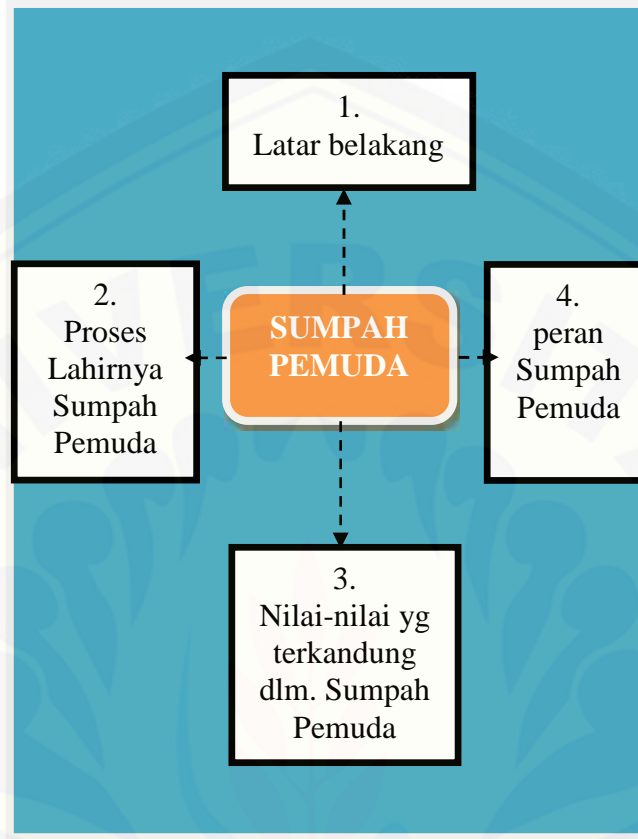 1.
Latar belakang
2.
Proses
Lahirnya
Sumpah
Pemuda
SUMPAH
PEMUDA
4.
peran
Sumpah
Pemuda
3.
Nilai-nilai yg
terkandung
dlm. Sumpah
Pemuda